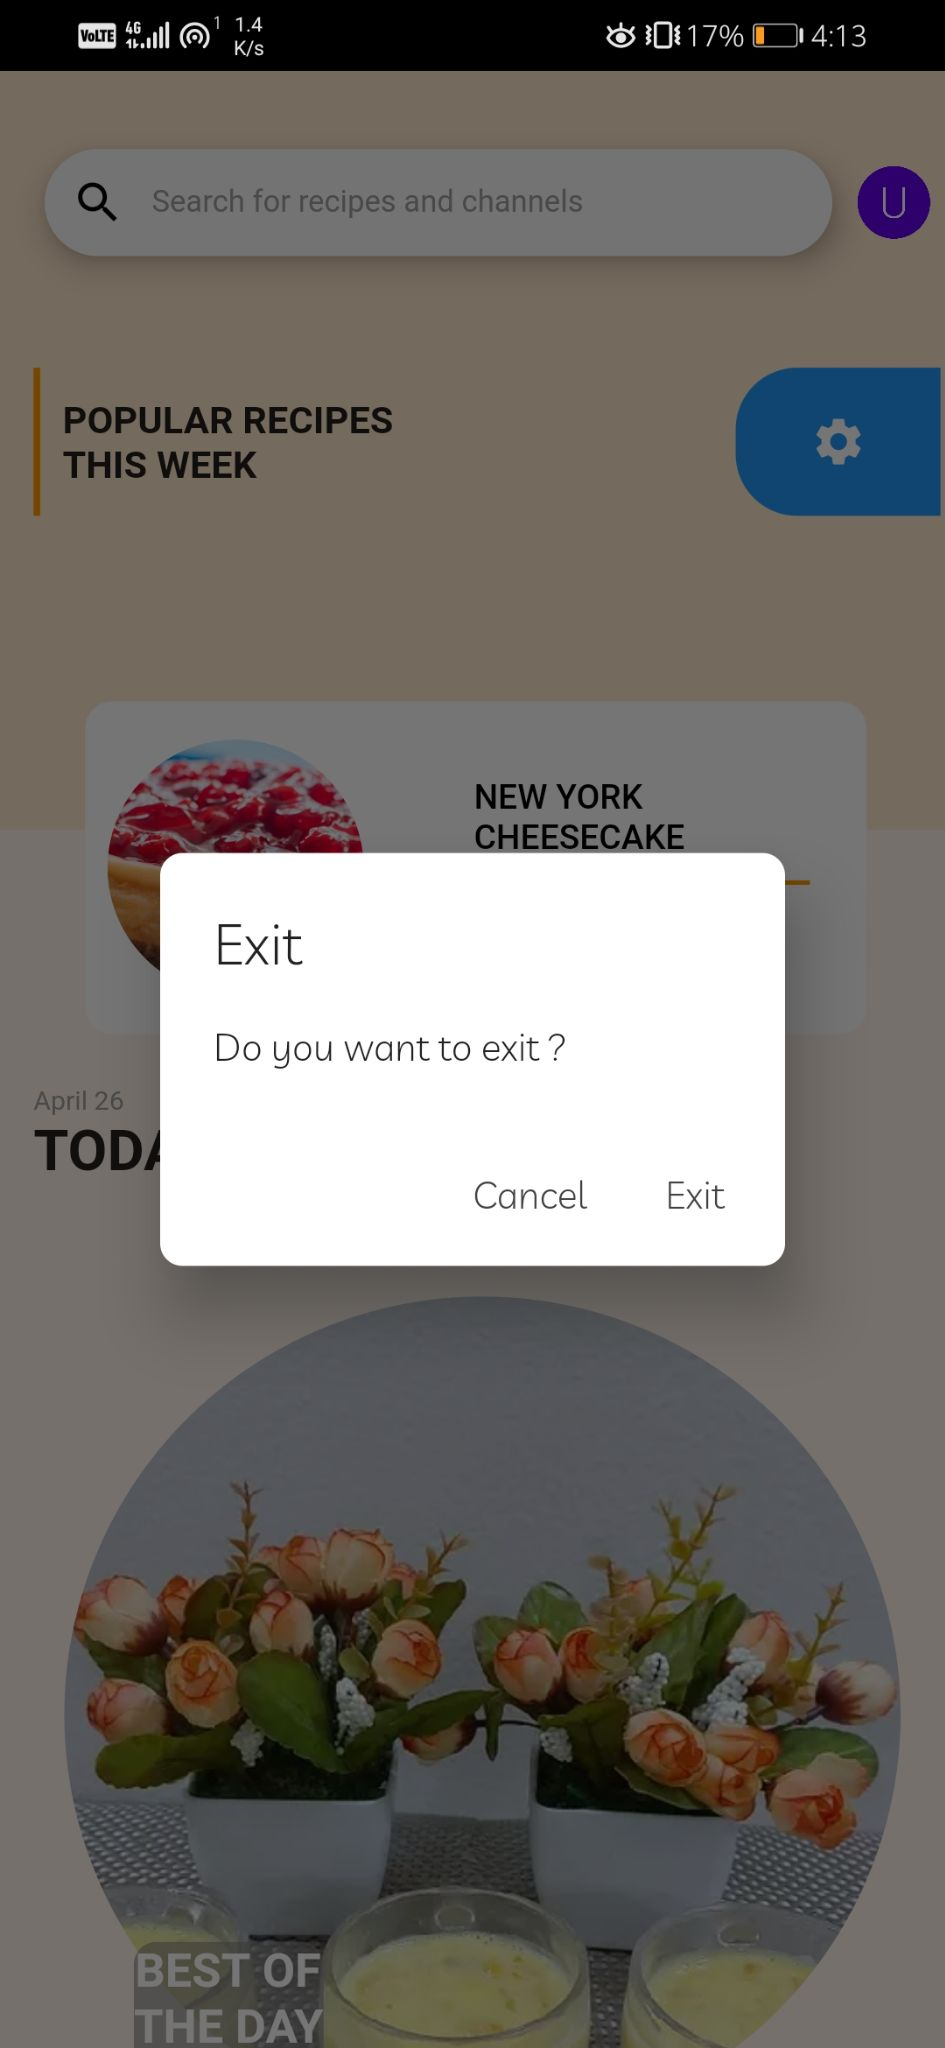 VoLTE 4G 1 1.4 K/s 17% 4:13
Search for recipes and channels
U
POPULAR RECIPES
THIS WEEK
NEW YORK
CHEESECAKE
Exit
Do you want to exit ?
April 26
Cancel Exit
BEST OF
THE DAY